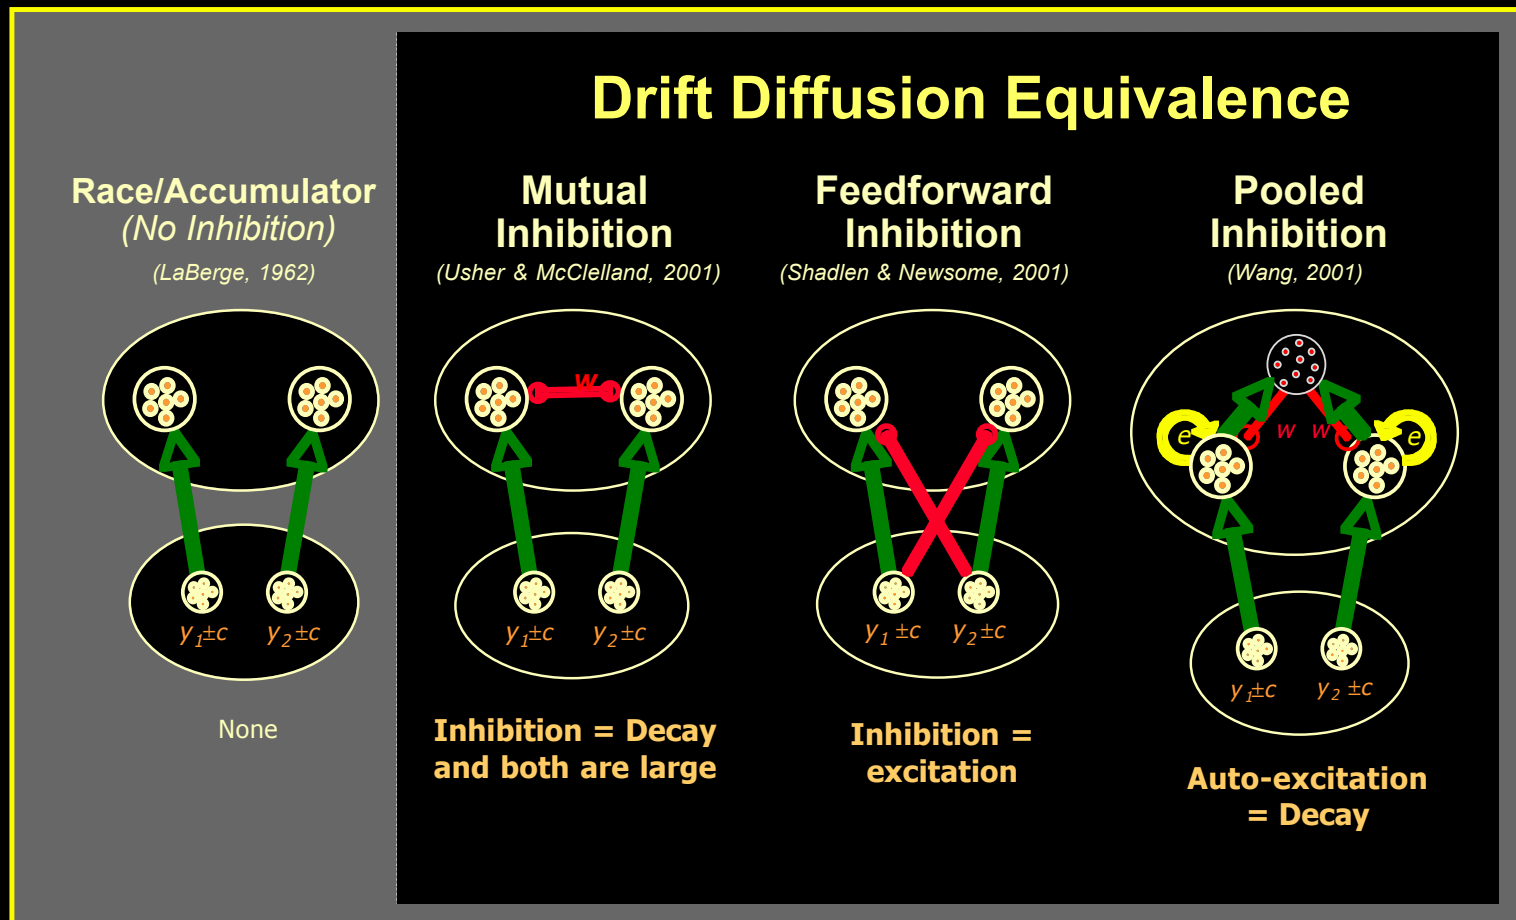 Drift Diffusion Equivalence
Race/Accumulator
(No Inhibition)
(LaBerge, 1962)
y1±c
y2±c
None
Mutual
Inhibition
(Usher & McClelland, 2001)
w
y1±c
y2±c
Inhibition = Decay
and both are large
Feedforward
Inhibition
(Shadlen & Newsome, 2001)
y1 ±c
y2 ±c
Inhibition =
excitation
Pooled
Inhibition
(Wang, 2001)
e
w
w
e
y1±c
y2 ±c
Auto-excitation
= Decay